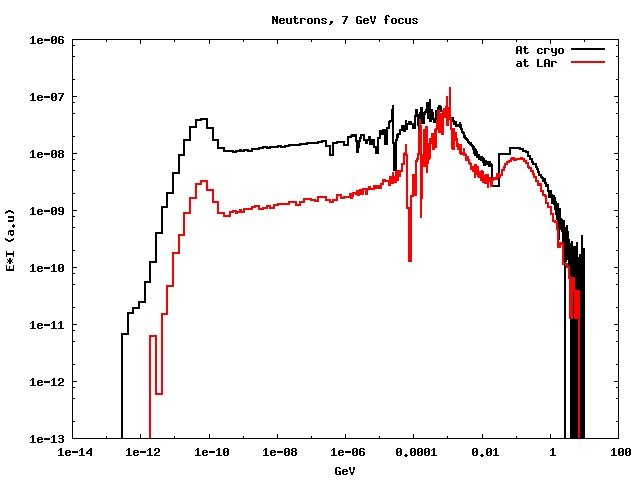 Neutrons, 7 GeV focus
At cryo
at LAr
E*I (a.u)
1e-06
1e-07
1e-08
1e-09
1e-10
1e-11
1e-12
1e-13
1e-14 1e-12 1e-10 1e-08 1e-06 0.0001 0.01 1 100
GeV